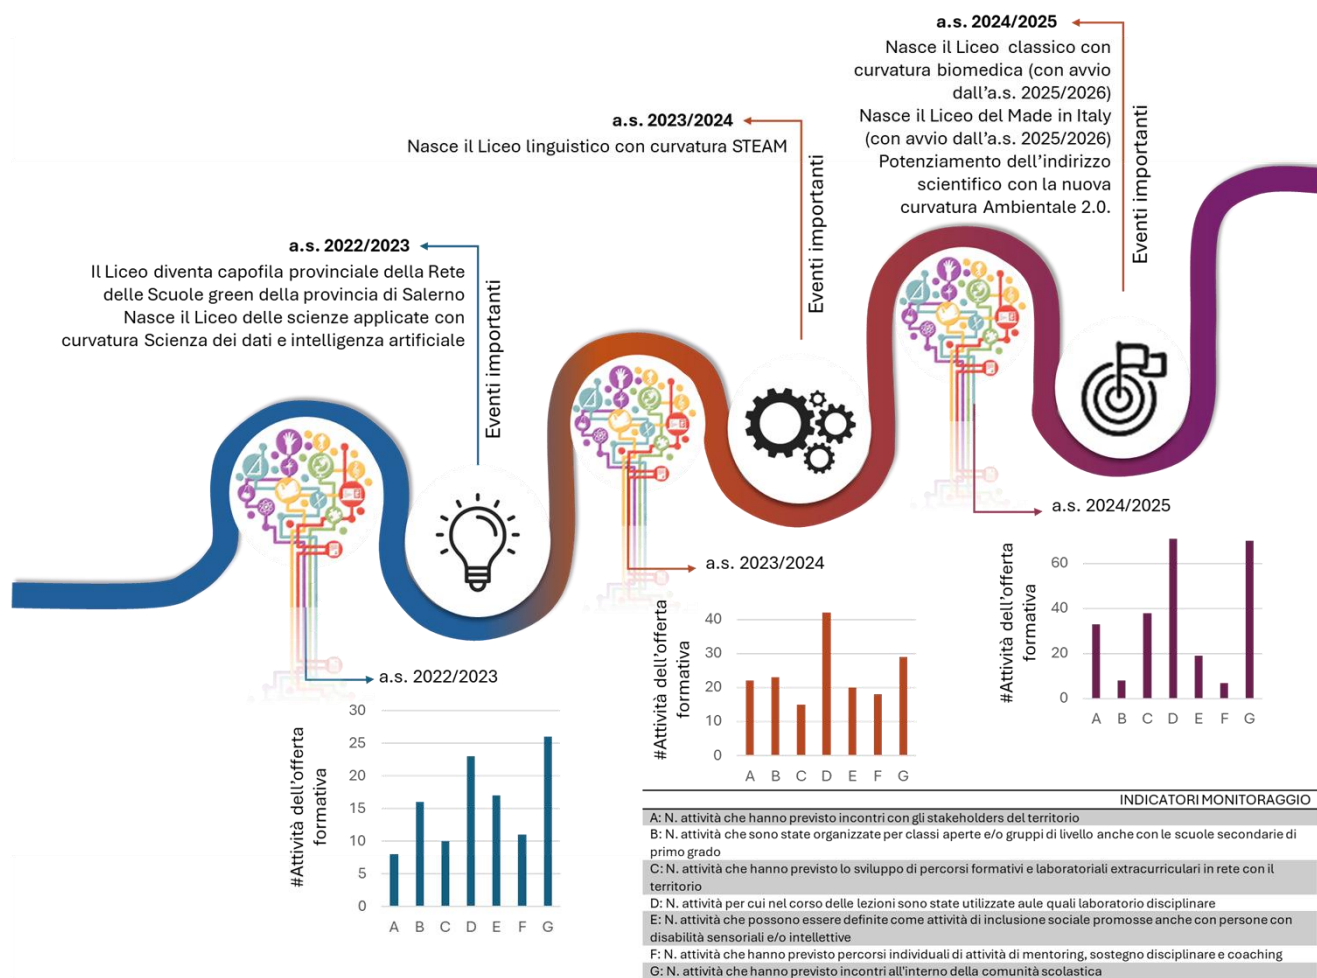 a.s. 2024/2025
Nasce il Liceo classico con
curvatura biomedica (con avvio
dall'a.s. 2025/2026)
Nasce il Liceo del Made in Italy
(con avvio dall'a.s. 2025/2026)
Potenziamento dell'indirizzo
scientifico con la nuova
curvatura Ambientale 2.0.
Eventi importanti
a.s. 2023/2024
Nasce il Liceo linguistico con curvatura STEAM
Eventi importanti
a.s. 2022/2023
Il Liceo diventa capofila provinciale della Rete
delle Scuole green della provincia di Salerno
Nasce il Liceo delle scienze applicate con
curvatura Scienza dei dati e intelligenza artificiale
Eventi importanti
a.s. 2024/2025
#Attività dell'offerta
formativa
60
40
20
0
A B C D E F G
a.s. 2023/2024
#Attività dell'offerta
formativa
40
30
20
10
0
A B C D E F G
a.s. 2022/2023
#Attività dell'offerta
formativa
30
25
20
15
10
5
0
A B C D E F G
INDICATORI MONITORAGGIO
A: N. attività che hanno previsto incontri con gli stakeholders del territorio
B: N. attività che sono state organizzate per classi aperte e/o gruppi di livello anche con le scuole secondarie di
primo grado
C: N. attività che hanno previsto lo sviluppo di percorsi formativi e laboratoriali extracurriculari in rete con il
territorio
D: N. attività per cui nel corso delle lezioni sono state utilizzate aule quali laboratorio disciplinare
E: N. attività che possono essere definite come attività di inclusione sociale promosse anche con persone con
disabilità sensoriali e/o intellettive
F: N. attività che hanno previsto percorsi individuali di attività di mentoring, sostegno disciplinare e coaching
G: N. attività che hanno previsto incontri all'interno della comunità scolastica